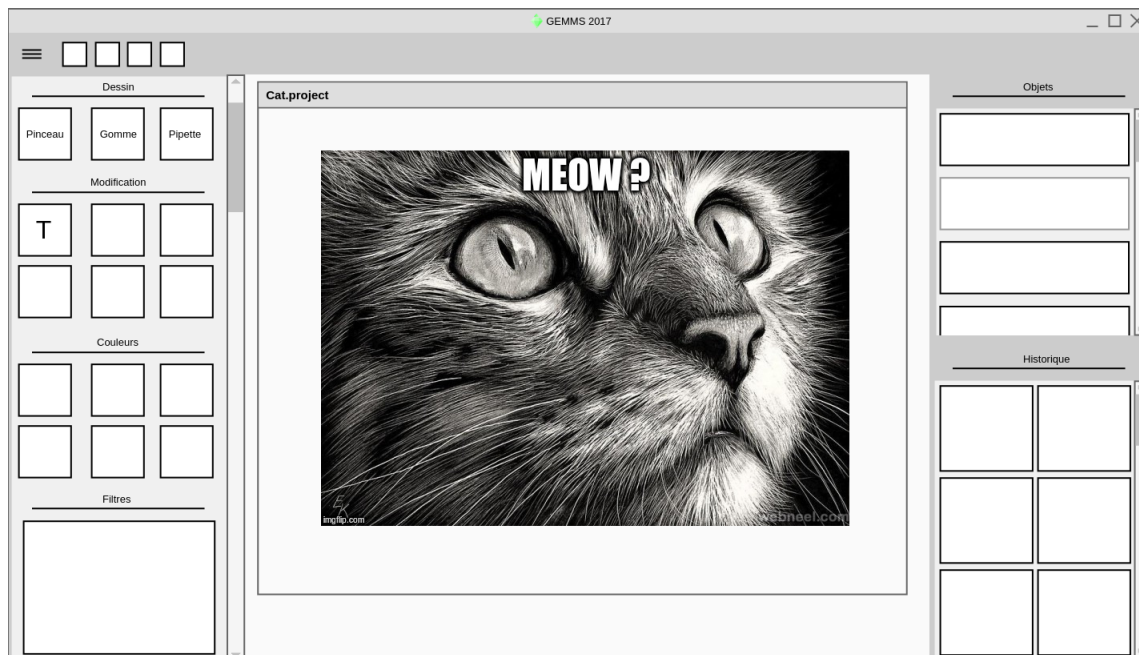 GEMMS 2017
Dessin
Pinceau Gomme Pipette
Modification
T
Couleurs
Filtres
Cat.project
MEOW ?
imgflip.com
webneel.com
Objets
Historique